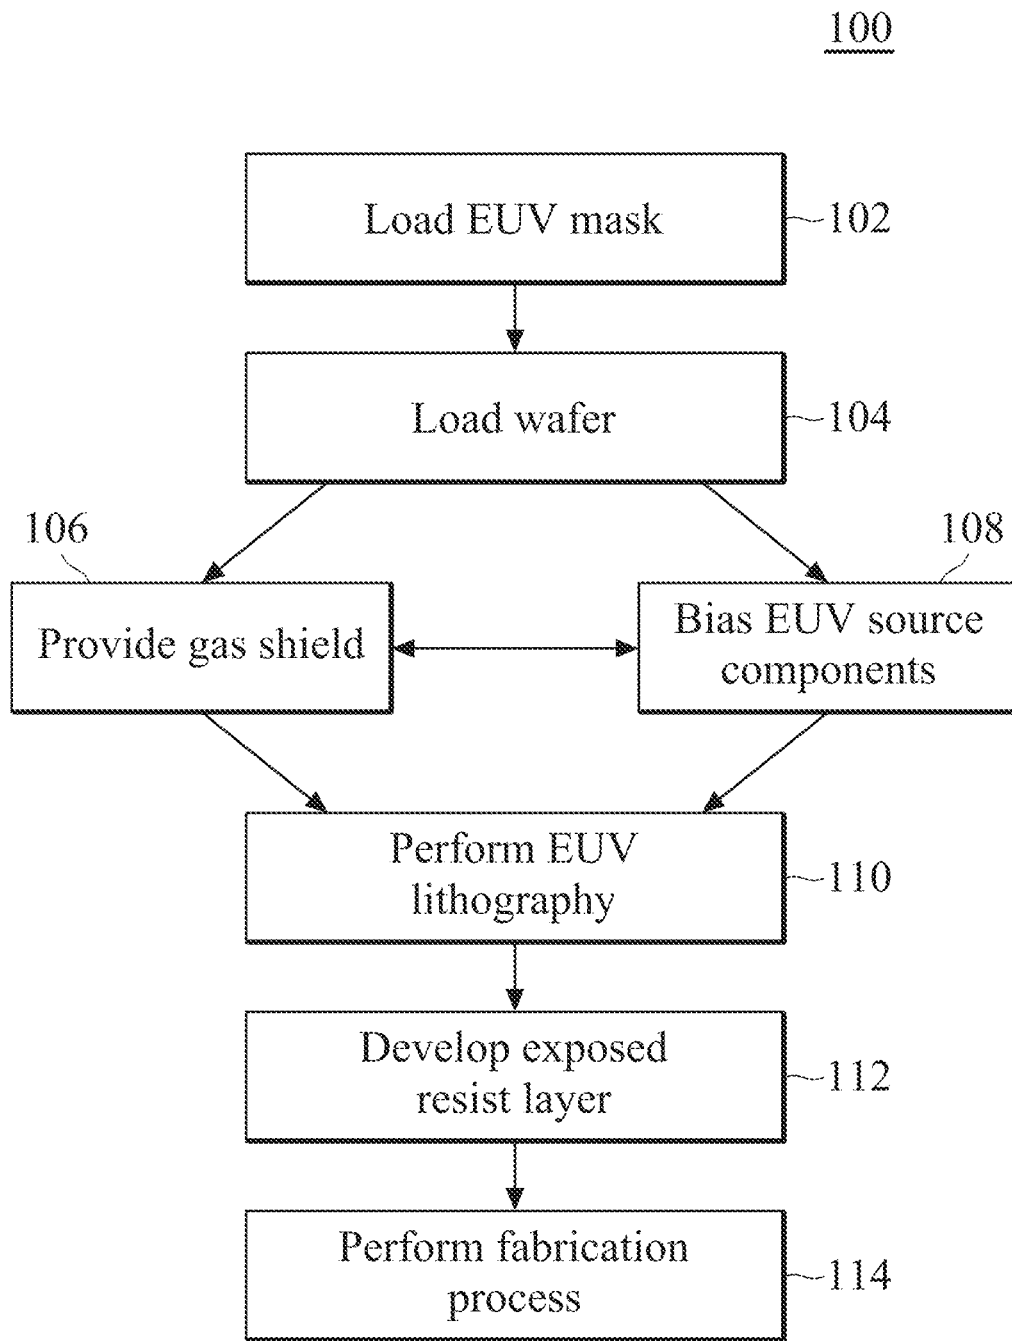 100
Load EUV mask
102
Load wafer
104
106
108
Provide gas shield
Bias EUV source
components
Perform EUV
lithography
110
Develop exposed
resist layer
112
Perform fabrication
process
114